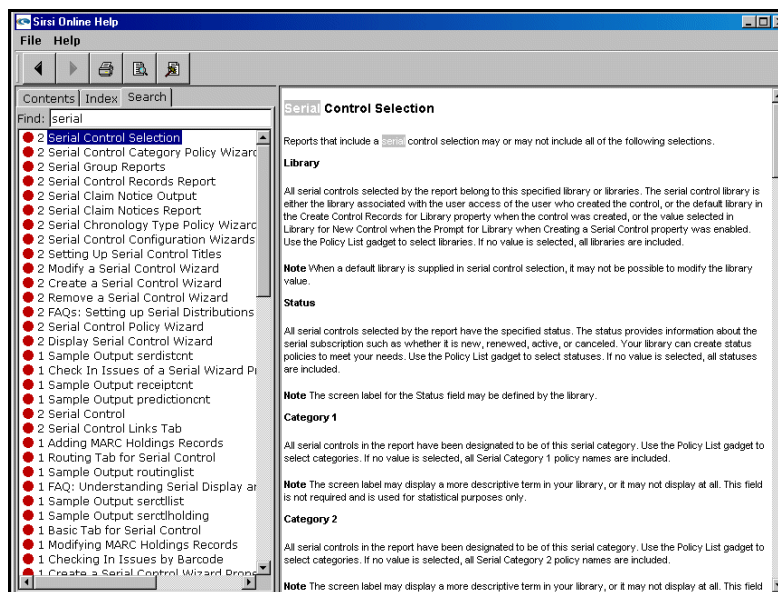 Sirsi Online Help
File Help
Contents Index Search
Find: serial
2 Serial Control Selection
2 Serial Control Category Policy Wizard
2 Serial Group Reports
2 Serial Control Records Report
2 Serial Claim Notice Output
2 Serial Claim Notices Report
2 Serial Chronology Type Policy Wizard
2 Serial Control Configuration Wizards
2 Setting Up Serial Control Titles
2 Modify a Serial Control Wizard
2 Create a Serial Control Wizard
2 Remove a Serial Control Wizard
2 FAQs: Setting up Serial Distributions
2 Serial Control Policy Wizard
2 Display Serial Control Wizard
1 Sample Output serdistcnt
1 Check In Issues of a Serial Wizard
1 Sample Output receiptcnt
1 Sample Output predictioncnt
2 Serial Control
2 Serial Control Links Tab
1 Adding MARC Holdings Records
1 Routing Tab for Serial Control
1 Sample Output routinglist
1 FAQ: Understanding Serial Display
1 Sample Output serctllist
1 Sample Output serctlholding
1 Basic Tab for Serial Control
1 Modifying MARC Holdings Records
1 Checking In Issues by Barcode
1 Create a Serial Control Wizard
Serial Control Selection
Reports that include a serial control selection may or may not include all of the following selections.
Library
All serial controls selected by the report belong to this specified library or libraries. The serial control library is
either the library associated with the user access of the user who created the control, or the default library in
the Create Control Records for Library property when the control was created, or the value selected in
Library for New Control when the Prompt for Library when Creating a Serial Control property was enabled.
Use the Policy List gadget to select libraries. If no value is selected, all libraries are included.
Note When a default library is supplied in serial control selection, it may not be possible to modify the library
value.
Status
All serial controls selected by the report have the specified status. The status provides information about the
serial subscription such as whether it is new, renewed, active, or canceled. Your library can create status
policies to meet your needs. Use the Policy List gadget to select statuses. If no value is selected, all statuses
are included.
Note The screen label for the Status field may be defined by the library.
Category 1
All serial controls in the report have been designated to be of this serial category. Use the Policy List gadget to
select categories. If no value is selected, all Serial Category 1 policy names are included.
Note The screen label may display a more descriptive term in your library, or it may not display at all. This field
is not required and is used for statistical purposes only.
Category 2
All serial controls in the report have been designated to be of this serial category. Use the Policy List gadget to
select categories. If no value is selected, all Serial Category 2 policy names are included.
Note The screen label may display a more descriptive term in your library, or it may not display at all. This field